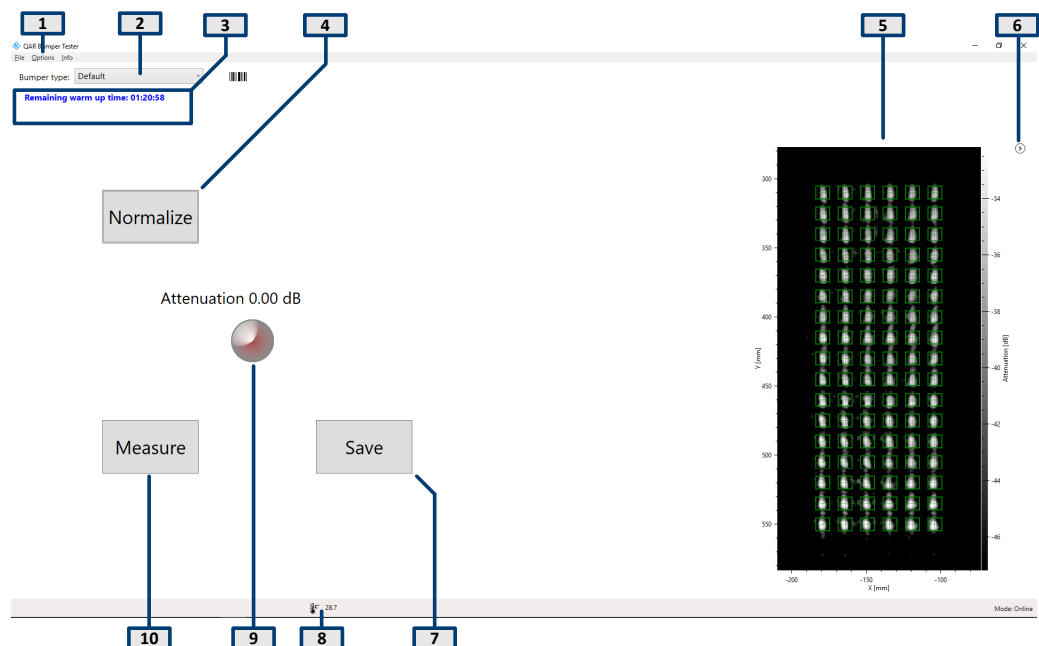 1
2
3
4
5
6
QAR Bumper Tester
File Options Info
Bumper type: Default
Remaining warm up time: 01:20:58
Normalize
Attenuation 0.00 dB
Measure
Save
300
350
400
450
500
550
Y [mm]
-200
-150
-100
X [mm]
-34
-36
-38
-40
-42
-44
-46
Attenuation [dB]
28.7
Mode: Online
10
9
8
7